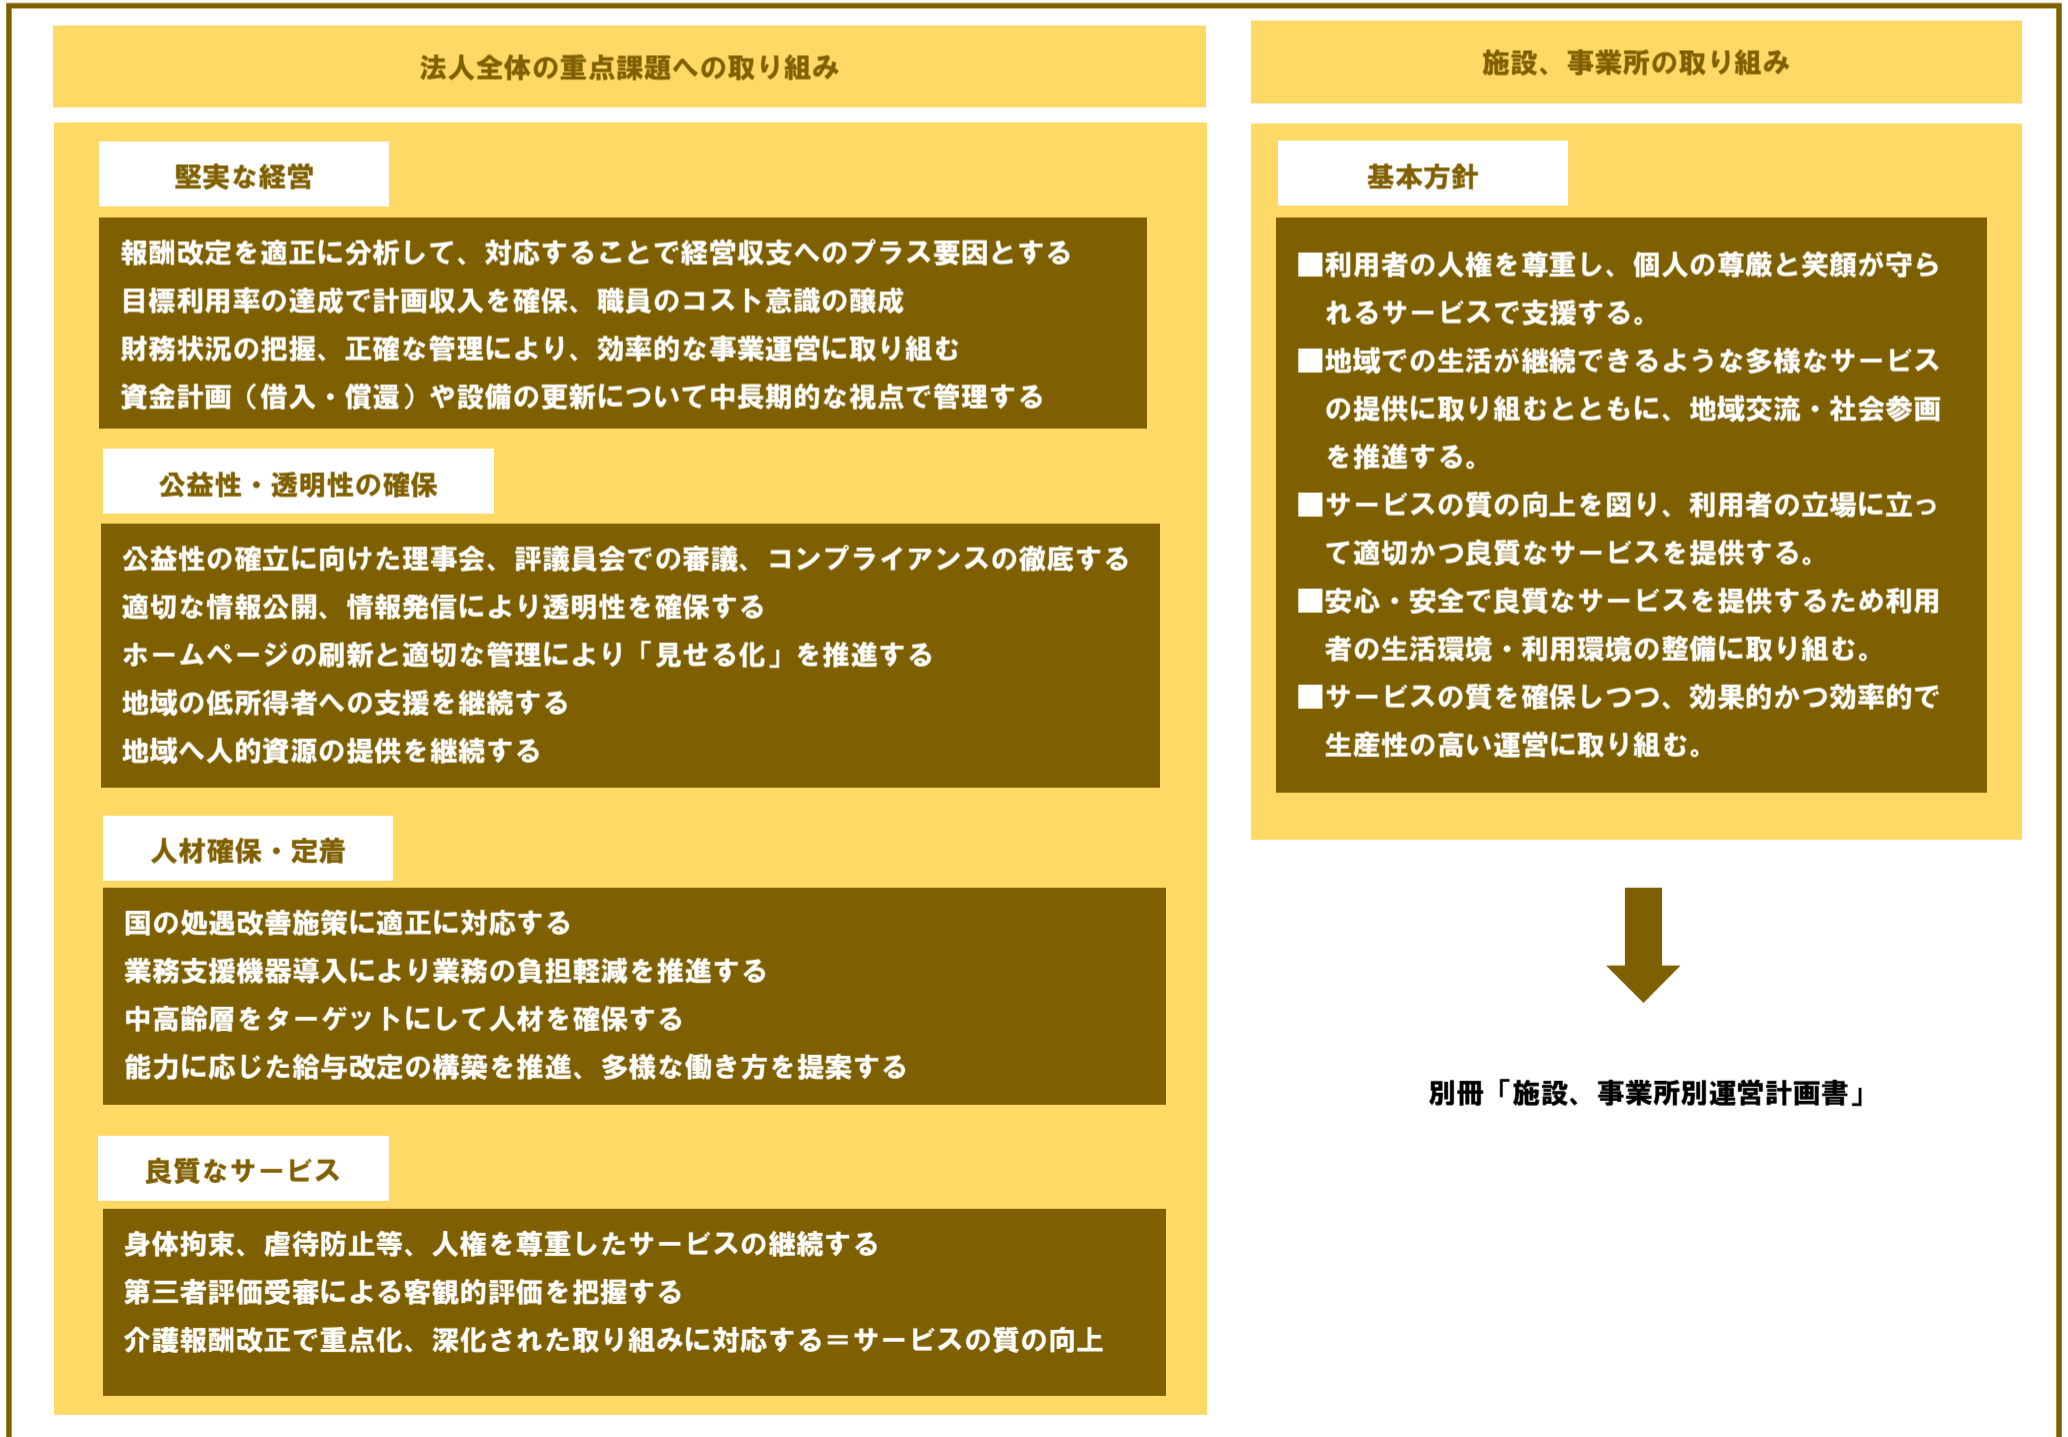 法人全体の重点課題への取り組み
堅実な経営
報酬改定を適正に分析して、対応することで経営収支へのプラス要因とする
目標利用率の達成で計画収入を確保、職員のコスト意識の醸成
財務状況の把握、正確な管理により、効率的な事業運営に取り組む
資金計画（借入・償還）や設備の更新について中長期的な視点で管理する
公益性・透明性の確保
公益性の確立に向けた理事会、評議員会での審議、コンプライアンスの徹底する
適切な情報公開、情報発信により透明性を確保する
ホームページの刷新と適切な管理により「見せる化」を推進する
地域の低所得者への支援を継続する
地域へ人的資源の提供を継続する
人材確保・定着
国の処遇改善施策に適正に対応する
業務支援機器導入により業務の負担軽減を推進する
中高齢層をターゲットにして人材を確保する
能力に応じた給与改定の構築を推進、多様な働き方を提案する
良質なサービス
身体拘束、虐待防止等、人権を尊重したサービスの継続する
第三者評価受審による客観的評価を把握する
介護報酬改正で重点化、深化された取り組みに対応する＝サービスの質の向上
施設、事業所の取り組み
基本方針
■利用者の人権を尊重し、個人の尊厳と笑顔が守ら
れるサービスで支援する。
■地域での生活が継続できるような多様なサービス
の提供に取り組むとともに、地域交流・社会参画
を推進する。
■サービスの質の向上を図り、利用者の立場に立っ
て適切かつ良質なサービスを提供する。
■安心・安全で良質なサービスを提供するため利用
者の生活環境・利用環境の整備に取り組む。
■サービスの質を確保しつつ、効果的かつ効率的で
生産性の高い運営に取り組む。
別冊「施設、事業所別運営計画書」